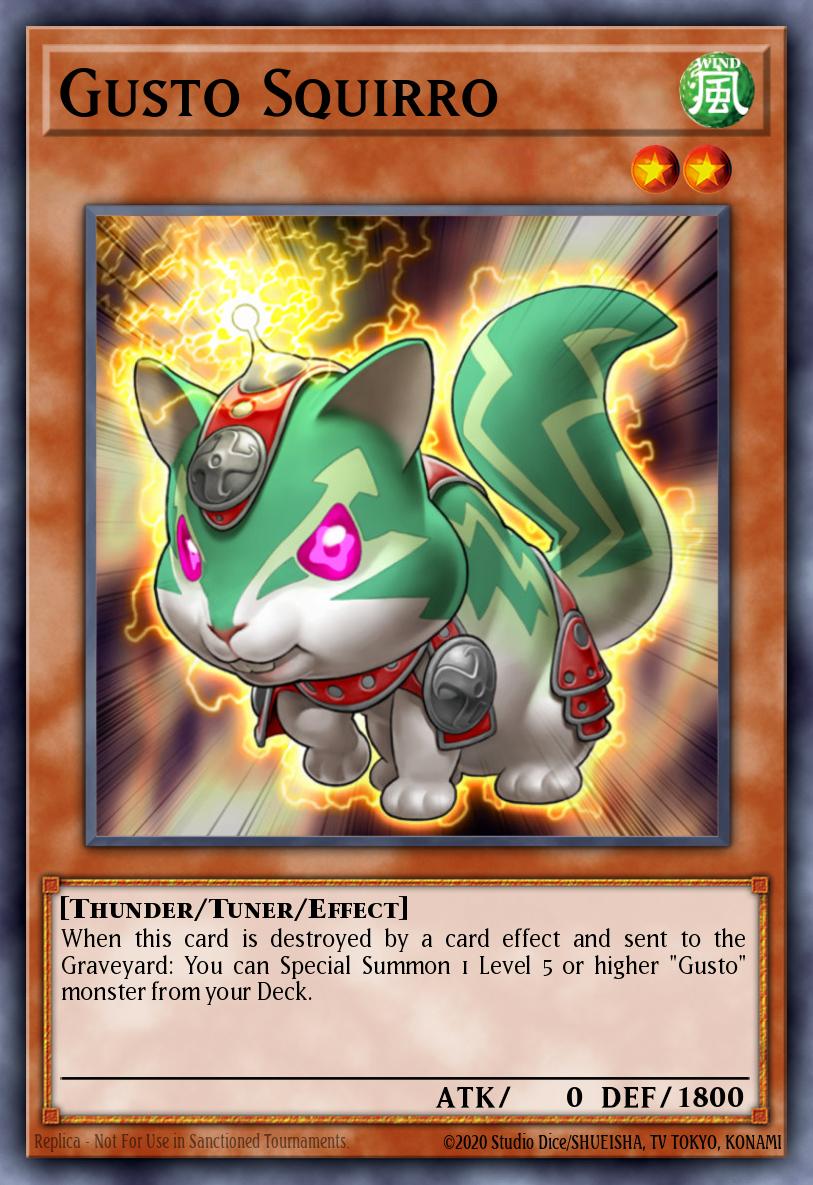 Gusto Squirro
WIND
風
[Thunder/Tuner/Effect]
When this card is destroyed by a card effect and sent to the
Graveyard: You can Special Summon 1 Level 5 or higher "Gusto"
monster from your Deck.
ATK/ 0 DEF/1800
Replica - Not For Use in Sanctioned Tournaments.
©2020 Studio Dice/SHUEISHA, TV TOKYO, KONAMI